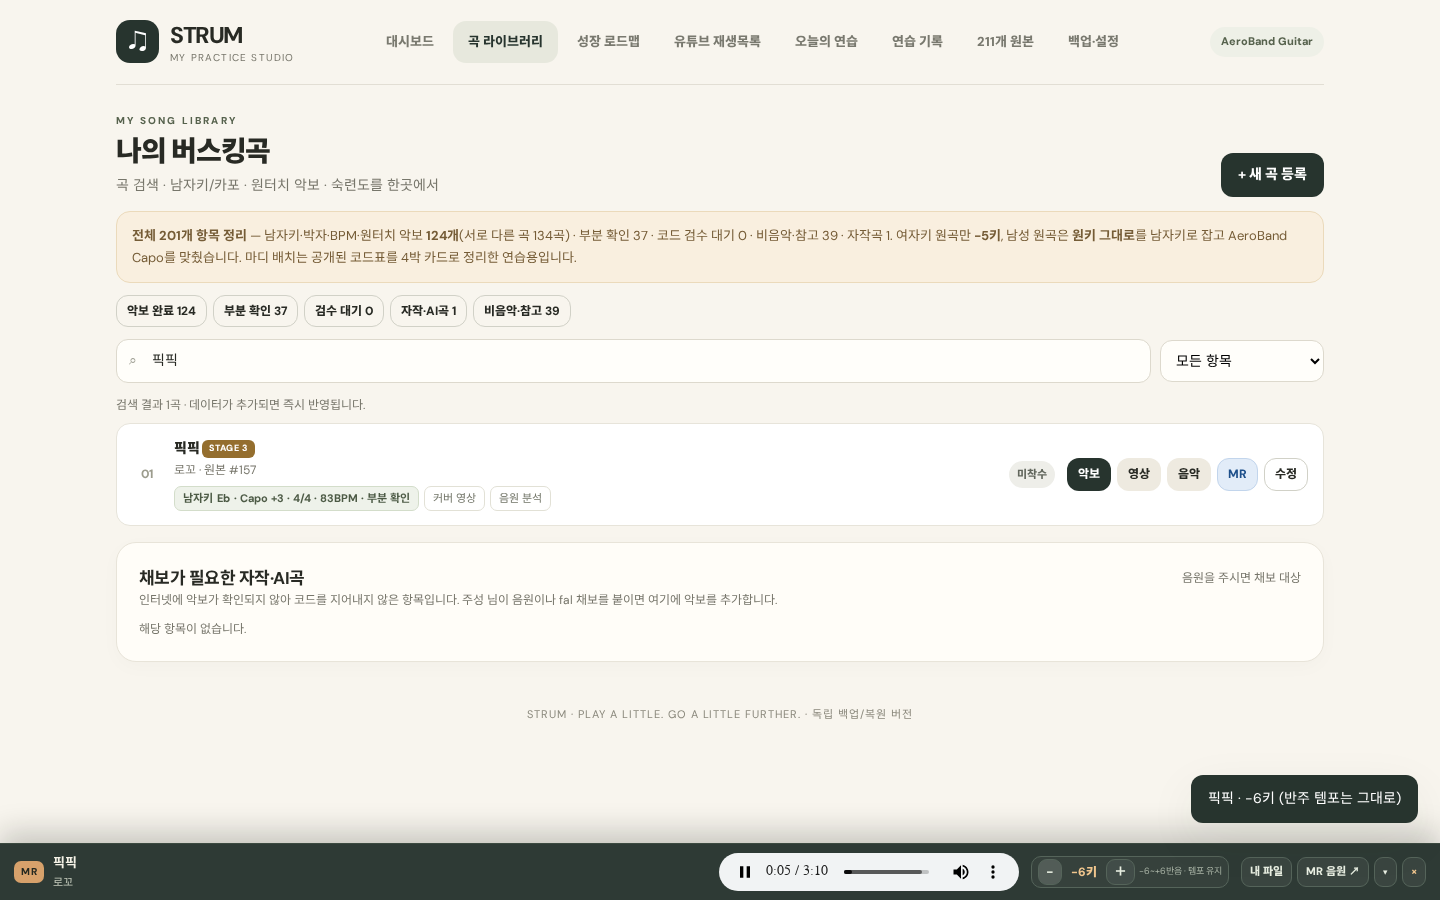 STRUM
MY PRACTICE STUDIO
대시보드
곡 라이브러리
성장 로드맵
유튜브 재생목록
오늘의 연습
연습 기록
211개 원본
백업·설정
AeroBand Guitar
MY SONG LIBRARY
나의 버스킹곡
곡 검색 · 남자키/카포 · 원터치 악보 · 숙련도를 한곳에서
+ 새 곡 등록
전체 201개 항목 정리 — 남자키·박자·BPM·원터치 악보 124개(서로 다른 곡 134곡) · 부분 확인 37 · 코드 검수 대기 0 · 비음악·참고 39 · 자작곡 1. 여자키 원곡만 -5키, 남성 원곡은 원키 그대로를 남자키로 잡고 AeroBand
Capo를 맞췄습니다. 마디 배치는 공개된 코드표를 4박 카드로 정리한 연습용입니다.
악보 완료 124
부분 확인 37
검수 대기 0
자작·AI곡 1
비음악·참고 39
픽픽
모든 항목
검색 결과 1곡 · 데이터가 추가되면 즉시 반영됩니다.
01
픽픽 STAGE 3
로꼬 · 원본 #157
남자키 Eb · Capo +3 · 4/4 · 83BPM · 부분 확인
커버 영상
음원 분석
미착수
악보
영상
음악
MR
수정
채보가 필요한 자작·AI곡
음원을 주시면 채보 대상
인터넷에 악보가 확인되지 않아 코드를 지어내지 않은 항목입니다. 주성 님이 음원이나 fal 채보를 붙이면 여기에 악보를 추가합니다.
해당 항목이 없습니다.
STRUM · PLAY A LITTLE. GO A LITTLE FURTHER. · 독립 백업/복원 버전
픽픽 · -6키 (반주 템포는 그대로)
MR
픽픽
로꼬
0:05 / 3:10
-
-6키
+
-6~+6반음 · 템포 유지
내 파일
MR 음원 ↗
▾
×